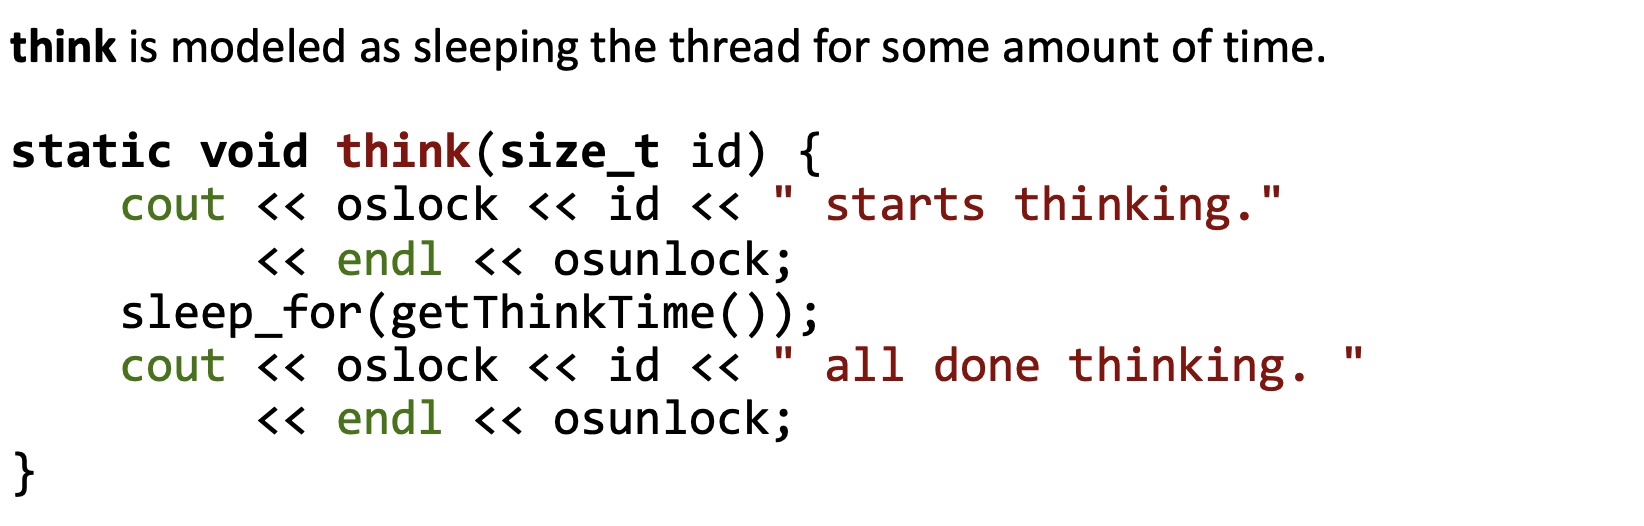 think is modeled as sleeping the thread for some amount of time.
static void think(size_t id) {
    cout << oslock << id << " starts thinking."
         << endl << osunlock;
    sleep_for(getThinkTime());
    cout << oslock << id << " all done thinking. "
         << endl << osunlock;
}